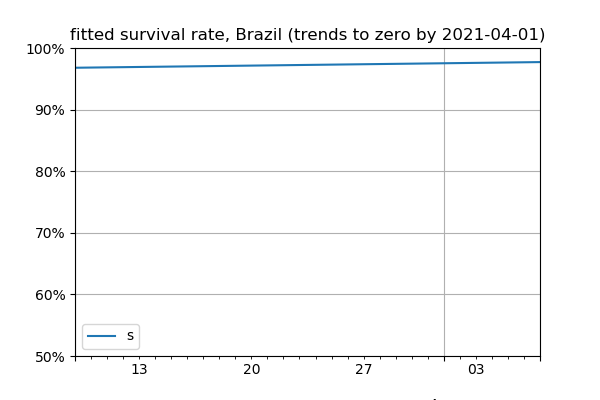 fitted survival rate, Brazil (trends to zero by 2021-04-01)
100%
90%
80%
70%
60%
50%
s
13 20 27 03